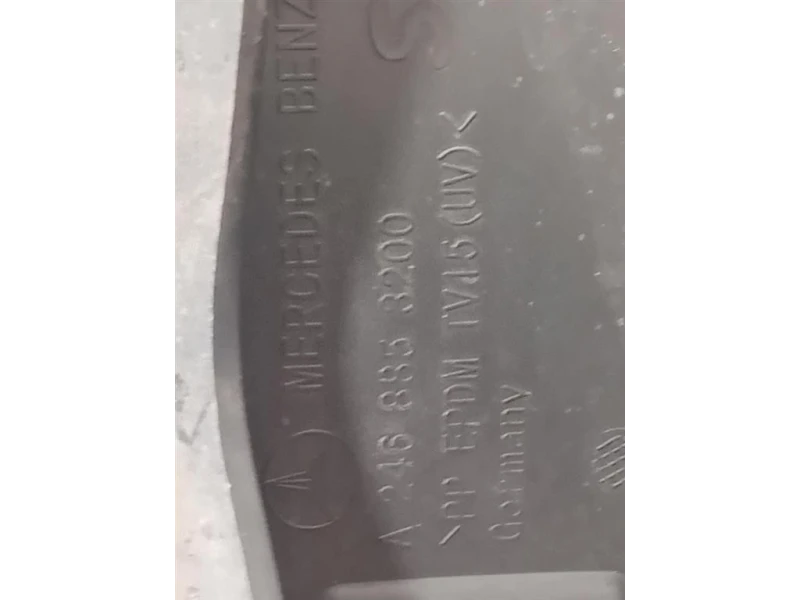 MERCEDES BENZ
A 246 885 3200
>PP EPDM TV15(UV)<
Germany